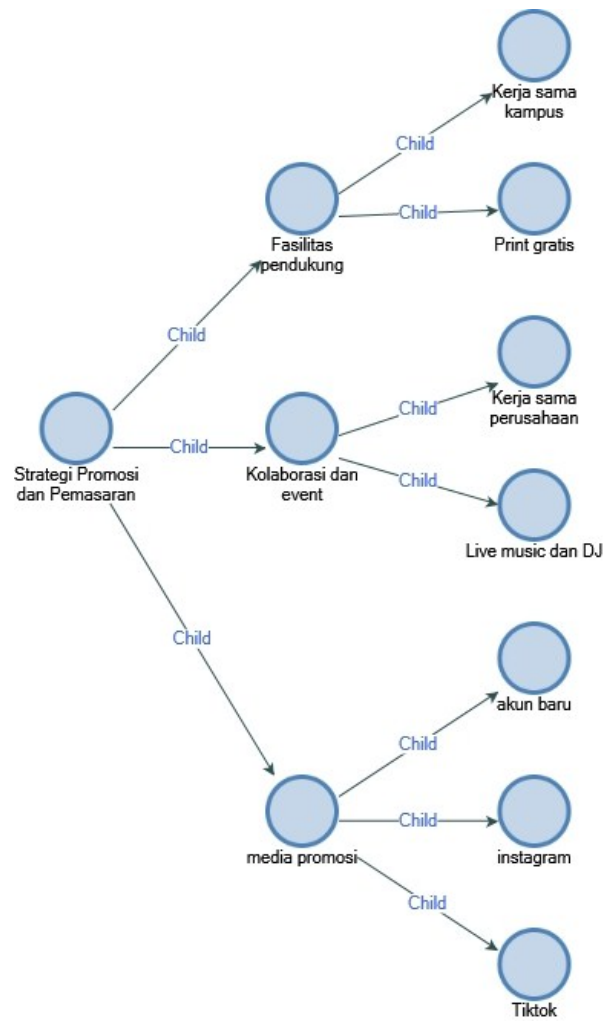 Kerja sama
kampus
Child
Child
Fasilitas
pendukung
Print gratis
Child
Kerja sama
perusahaan
Child
Child
Strategi Promosi
dan Pemasaran
Kolaborasi dan
event
Child
Live music dan DJ
Child
akun baru
Child
media promosi
Child
instagram
Child
Tiktok